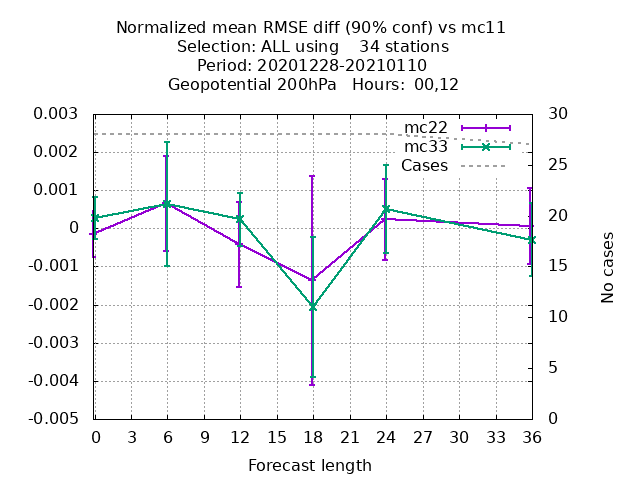 Normalized mean RMSE diff (90% conf) vs mc11
Selection: ALL using    34 stations
Period: 20201228-20210110
Geopotential 200hPa   Hours:  00,12
mc22
mc33
Cases
0.003
0.002
0.001
0
-0.001
-0.002
-0.003
-0.004
-0.005
30
25
20
15
10
5
0
No cases
0 3 6 9 12 15 18 21 24 27 30 33 36
Forecast length